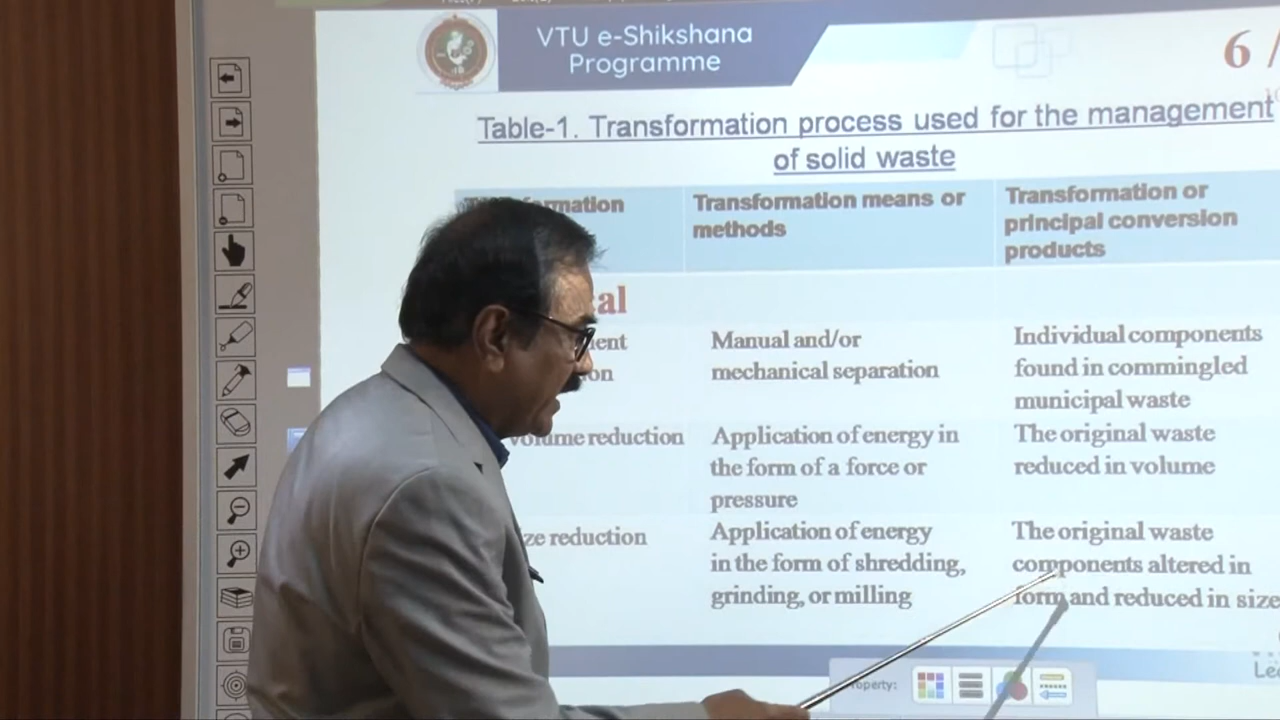 VTU e-Shikshana
Programme
6 /
Table-1. Transformation process used for the management
of solid waste
Transformation means or
methods
Transformation or
principal conversion
products
Manual and/or
mechanical separation
Individual components
found in commingled
municipal waste
volume reduction
Application of energy in
the form of a force or
pressure
The original waste
reduced in volume
reduction
Application of energy
in the form of shredding,
grinding, or milling
The original waste
components altered in
form and reduced in size